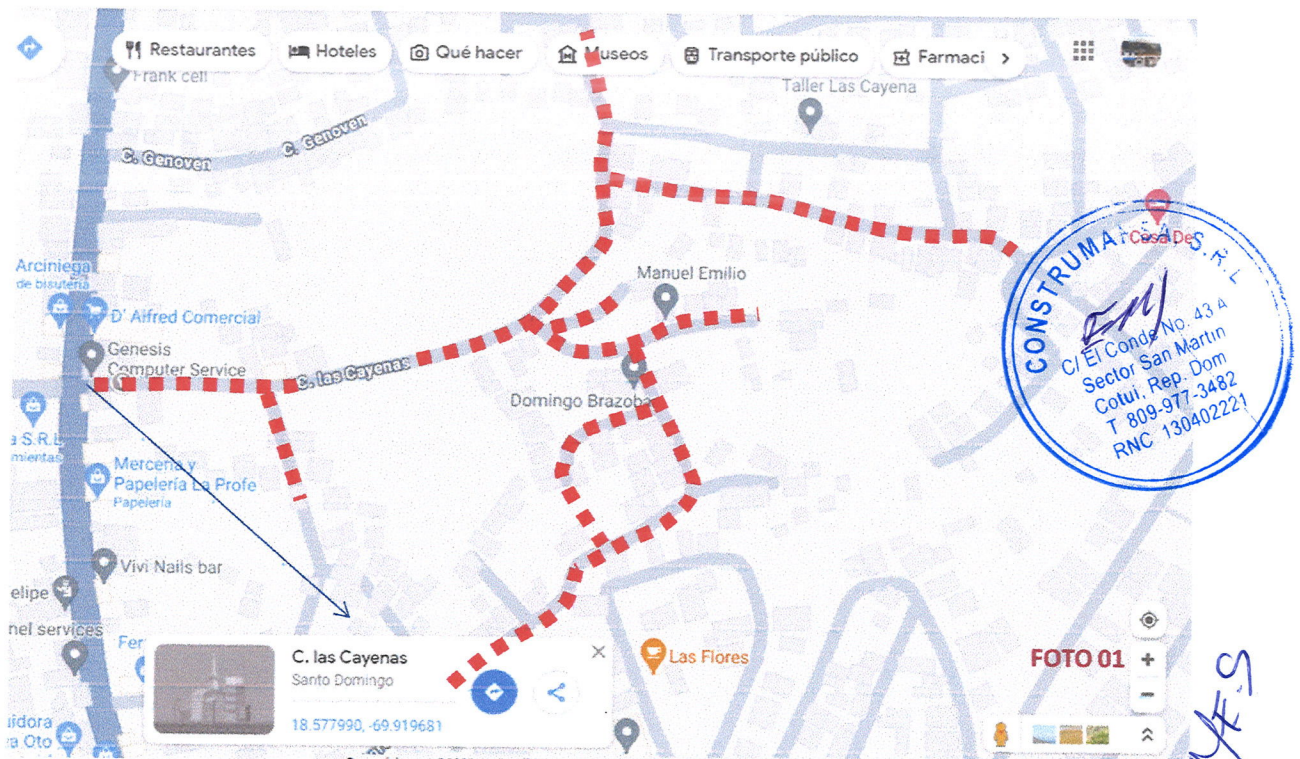 Restaurantes
Hoteles
Qué hacer
Museos
Transporte público
Farmaci
Frank cell
Taller Las Cayena
C. Genoven
C. Genoven
Casa De
Arciniega
de bisutería
Manuel Emilio
D' Alfred Comercial
Genesis
Computer Service
C. las Cayenas
Domingo Brazoba
a S.R.L
mientas
Mercería y
Papelería La Profe
Papelería
Vivi Nails bar
elipe
nel services
Fer
Las Flores
FOTO 01
C. las Cayenas
Santo Domingo
18.577990, -69.919681
idora
a Oto
S.R.L
C/ El Conde No. 43 A
Sector San Martin
Cotui, Rep. Dom
T 809-977-3482
RNC 130402221